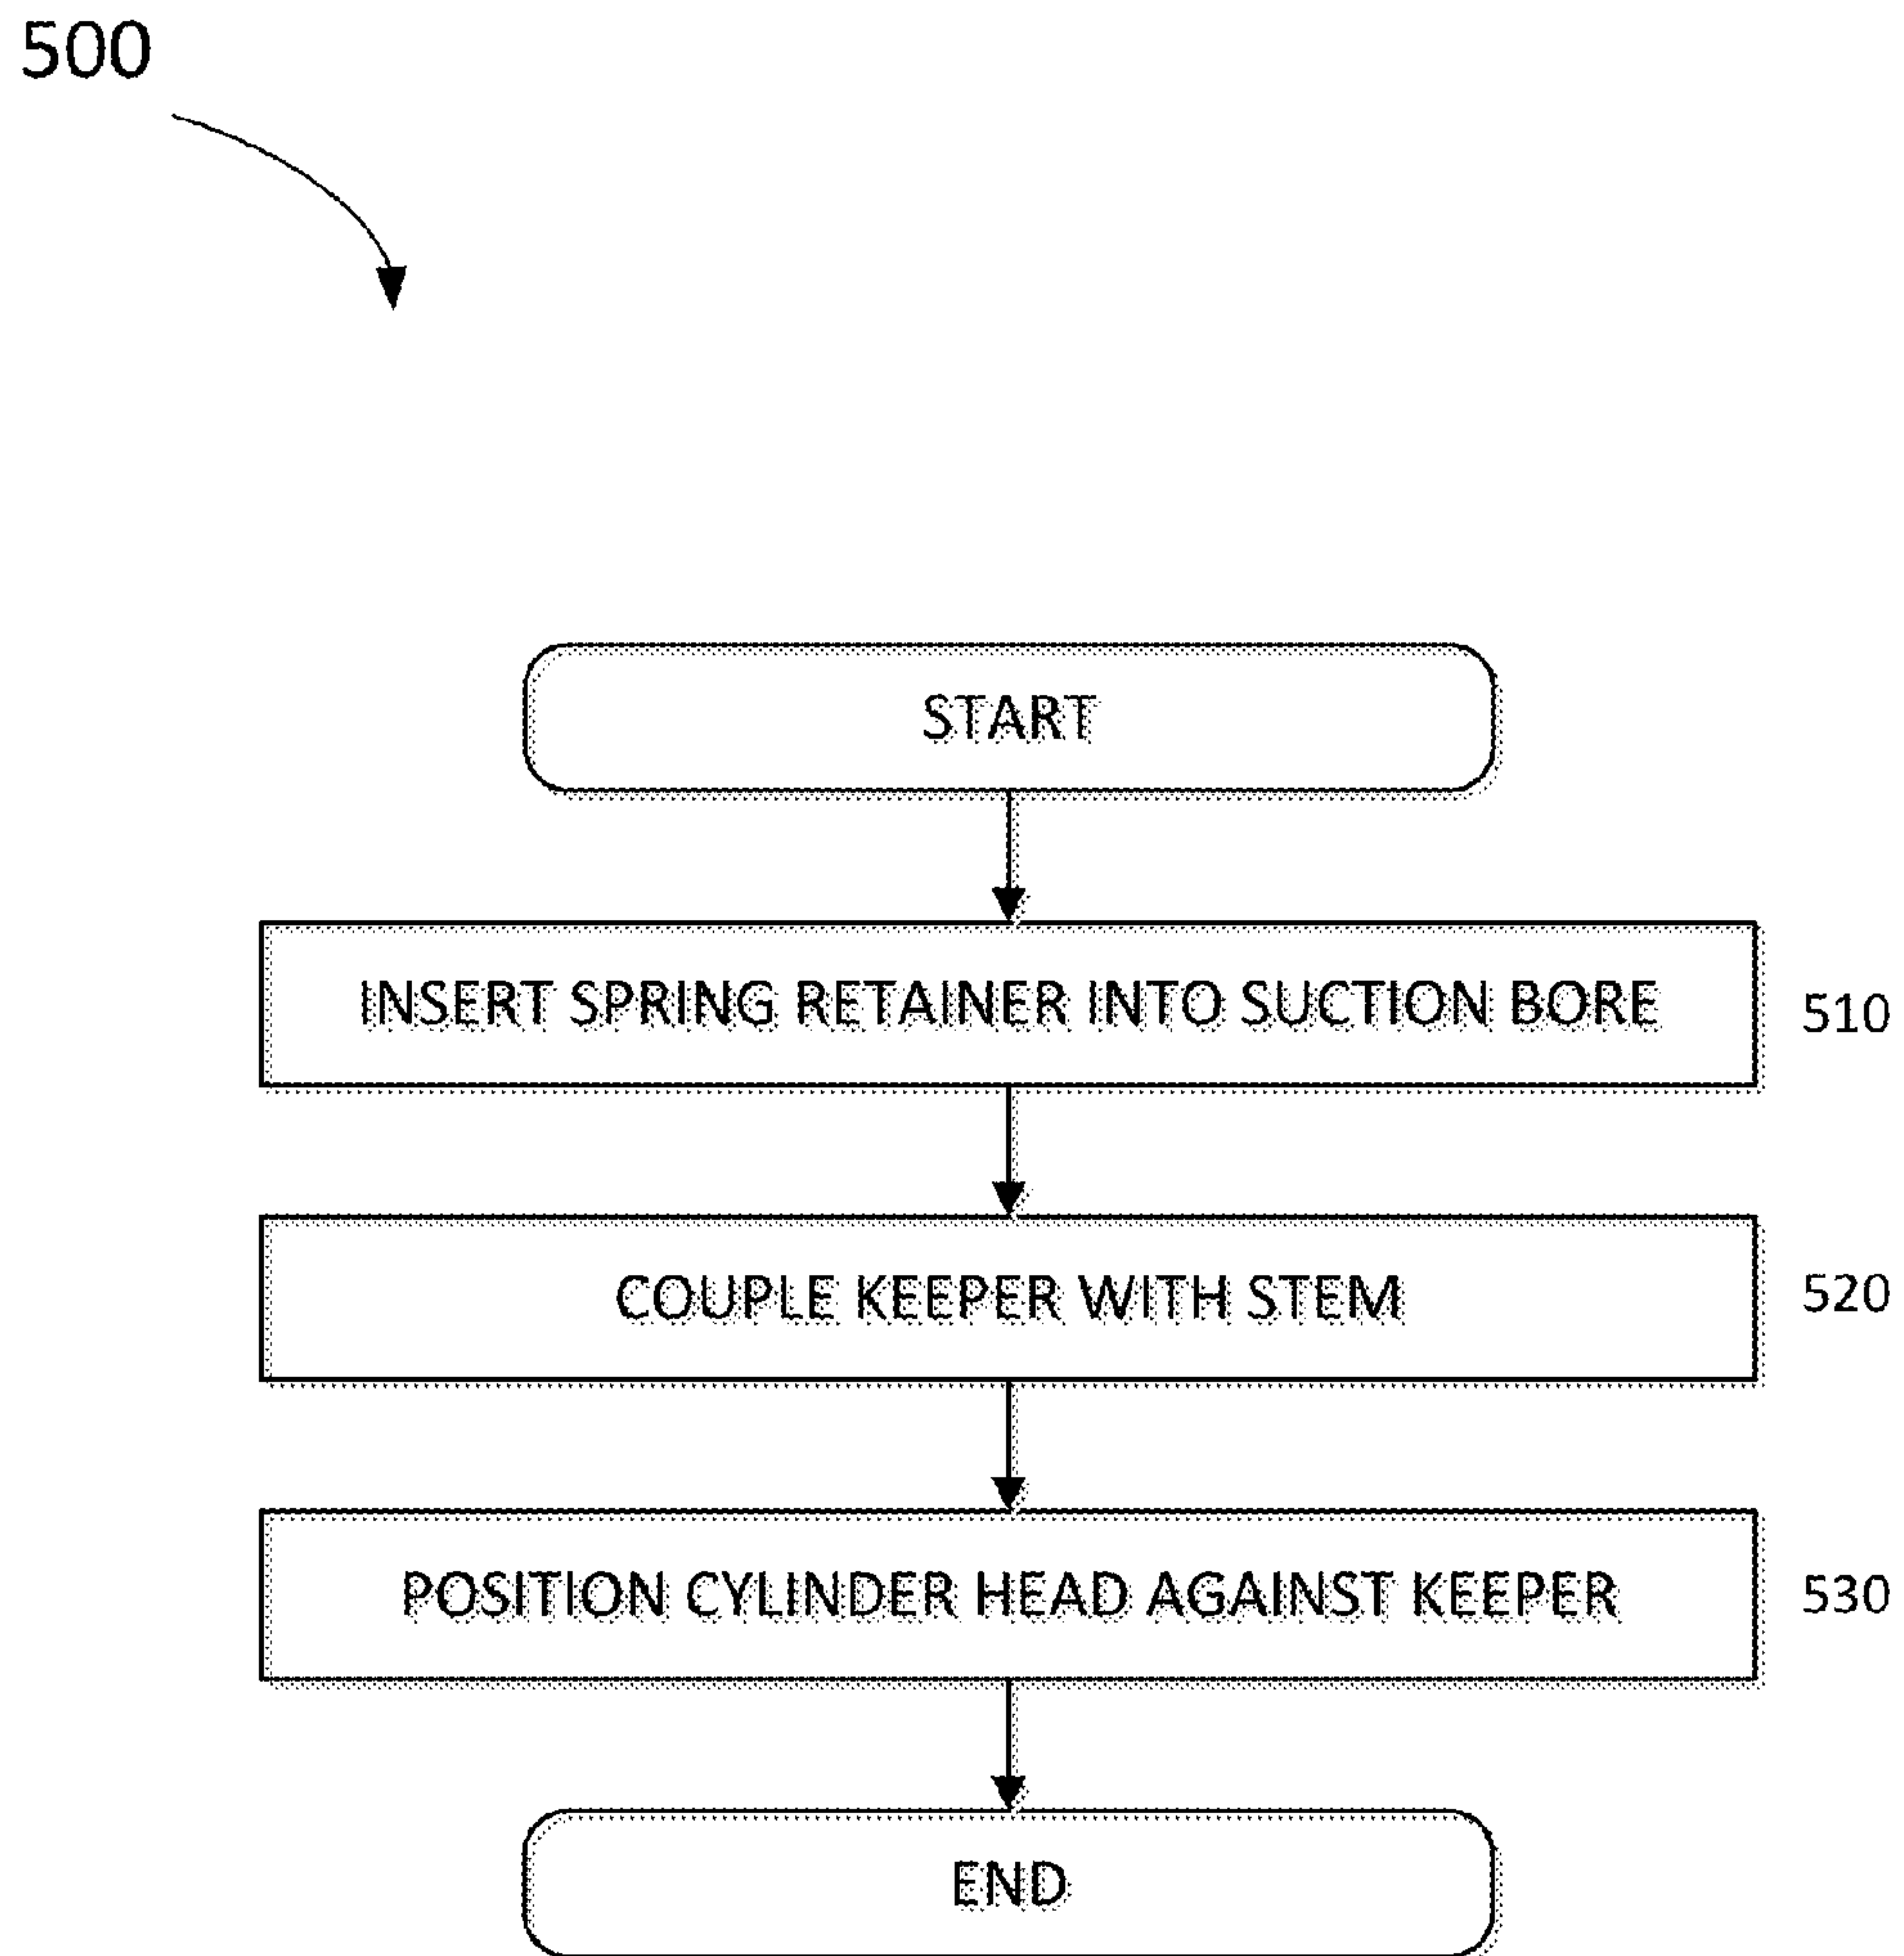 500
START
INSERT SPRING RETAINER INTO SUCTION BORE
510
COUPLE KEEPER WITH STEM
520
POSITION CYLINDER HEAD AGAINST KEEPER
530
END